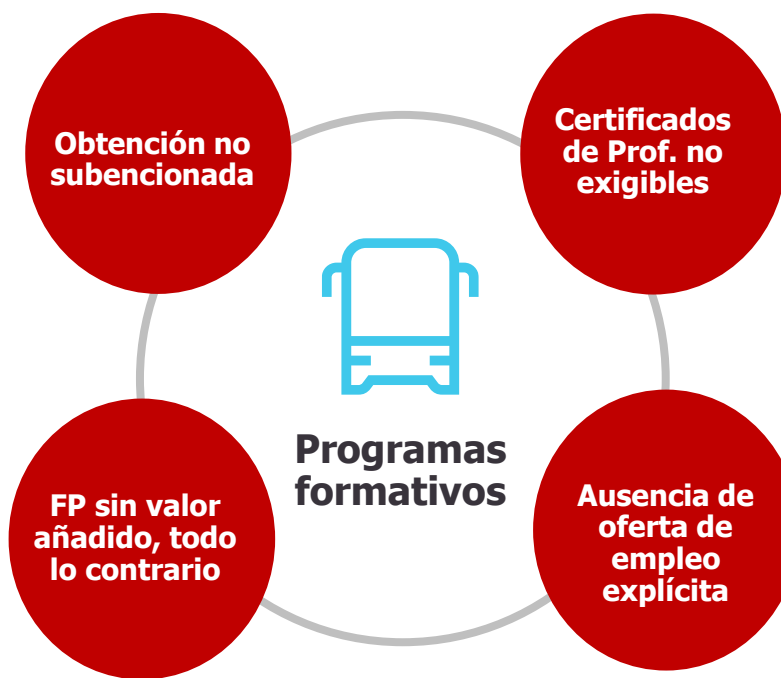 Obtención no
subencionada
Certificados
de Prof. no
exigibles
Programas
formativos
FP sin valor
añadido, todo
lo contrario
Ausencia de
oferta de
empleo
explícita